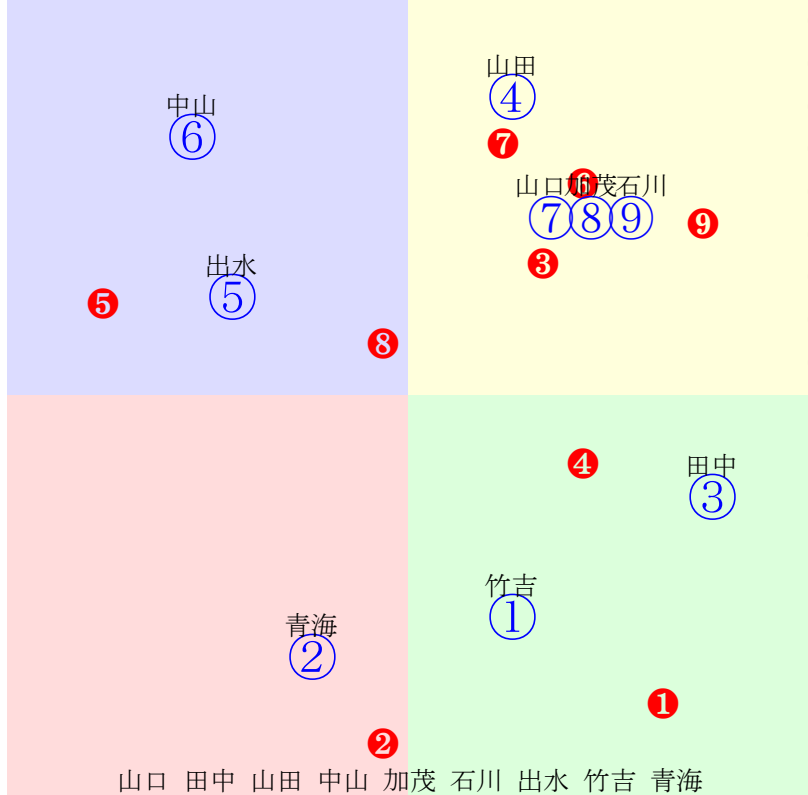 山田
④
中山
⑥
❼
山口加茂石川
❻
⑦⑧⑨
❾
出水
❸
⑤
❺
❽
❹
田中
③
竹吉
①
青海
②
❶
❷
山口 田中 山田 中山 加茂 石川 出水 竹吉 青海